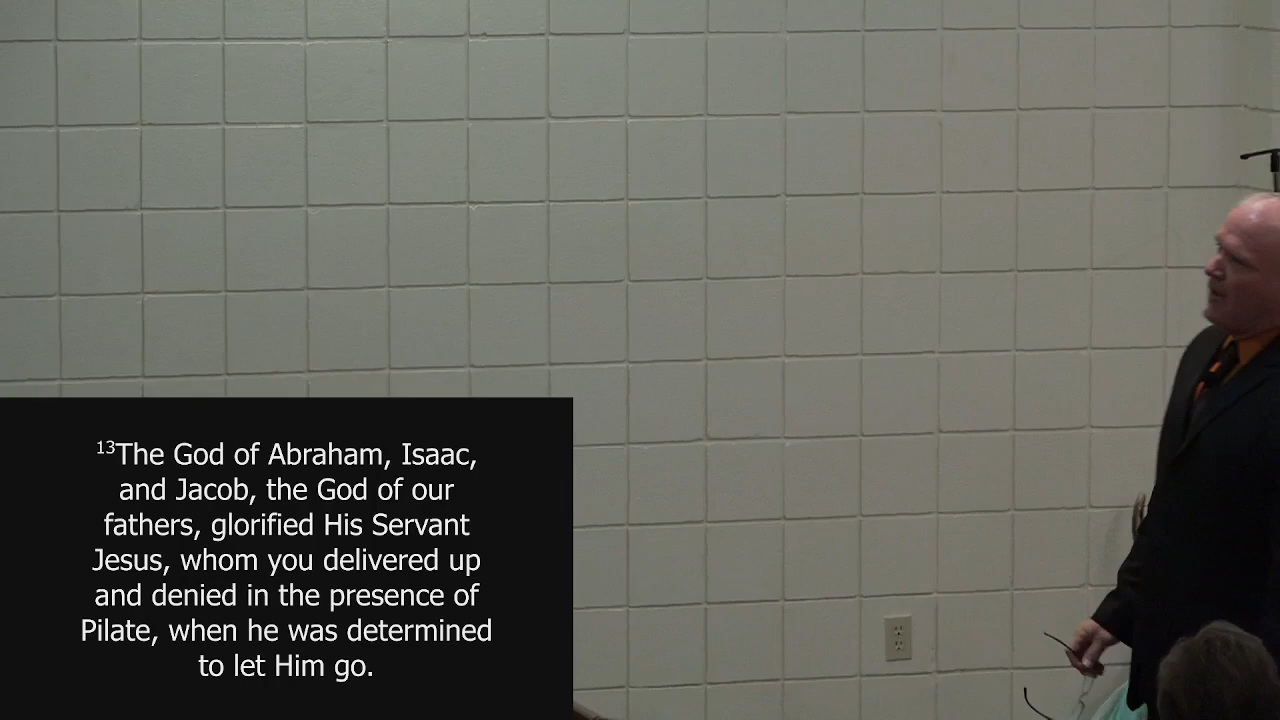 ¹³The God of Abraham, Isaac,
and Jacob, the God of our
fathers, glorified His Servant
Jesus, whom you delivered up
and denied in the presence of
Pilate, when he was determined
to let Him go.